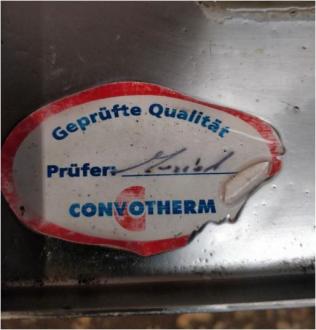 Geprüfte Qualität
Prüfer:
CONVOTHERM